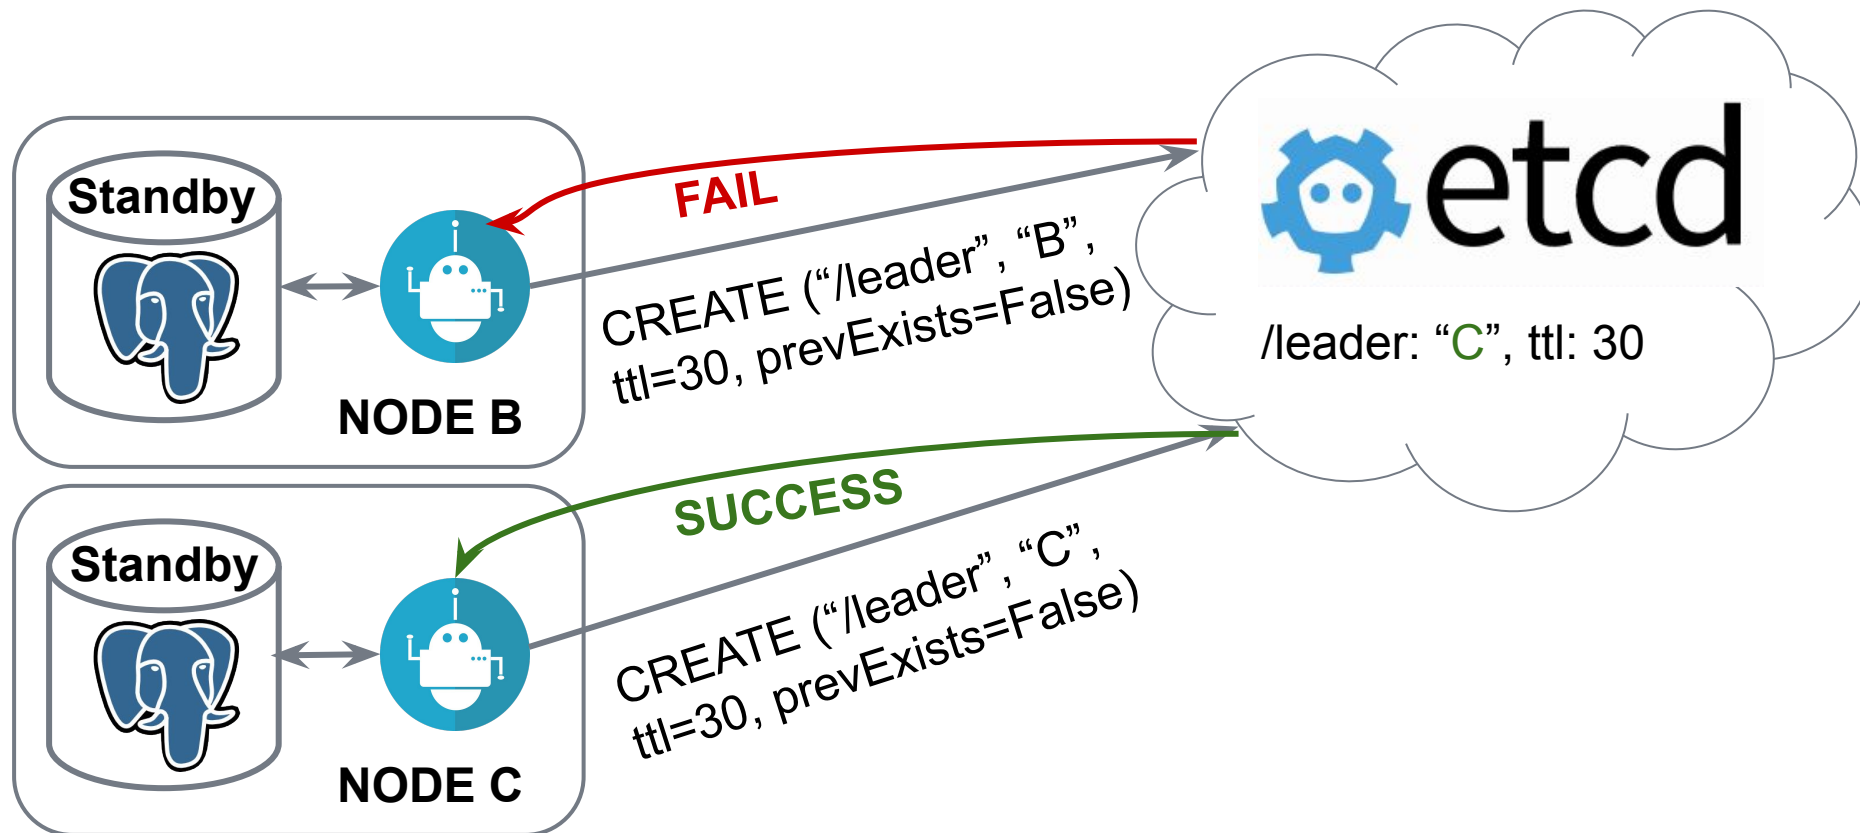 Standby
NODE B
FAIL
CREATE (“/leader”, “B”,
ttl=30, prevExists=False)
etcd
/leader: “C”, ttl: 30
Standby
NODE C
SUCCESS
CREATE (“/leader”, “C”,
ttl=30, prevExists=False)